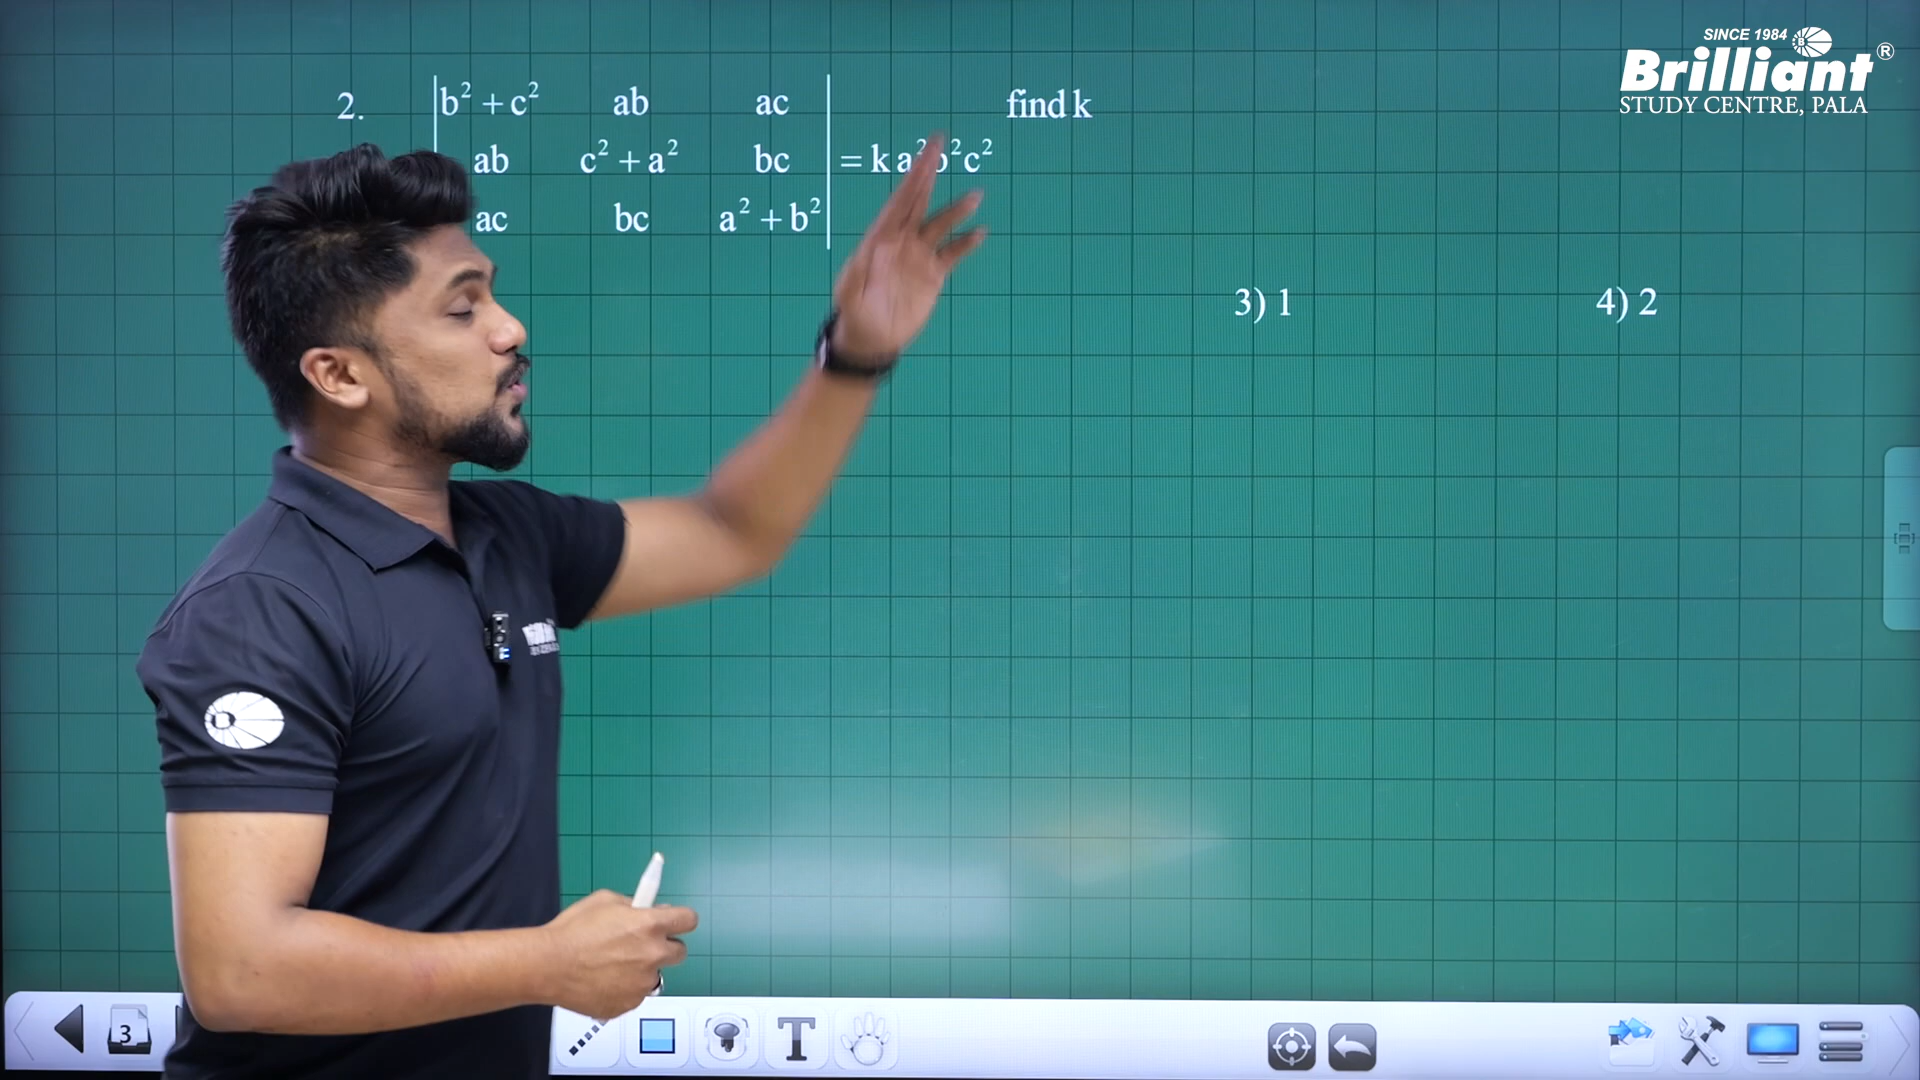 SINCE 1984
Brilliant®
STUDY CENTRE, PALA
2. b² + c² ab ac find k
ab c² + a² bc = k a²b²c²
ac bc a² + b²
3) 1 4) 2
3
T